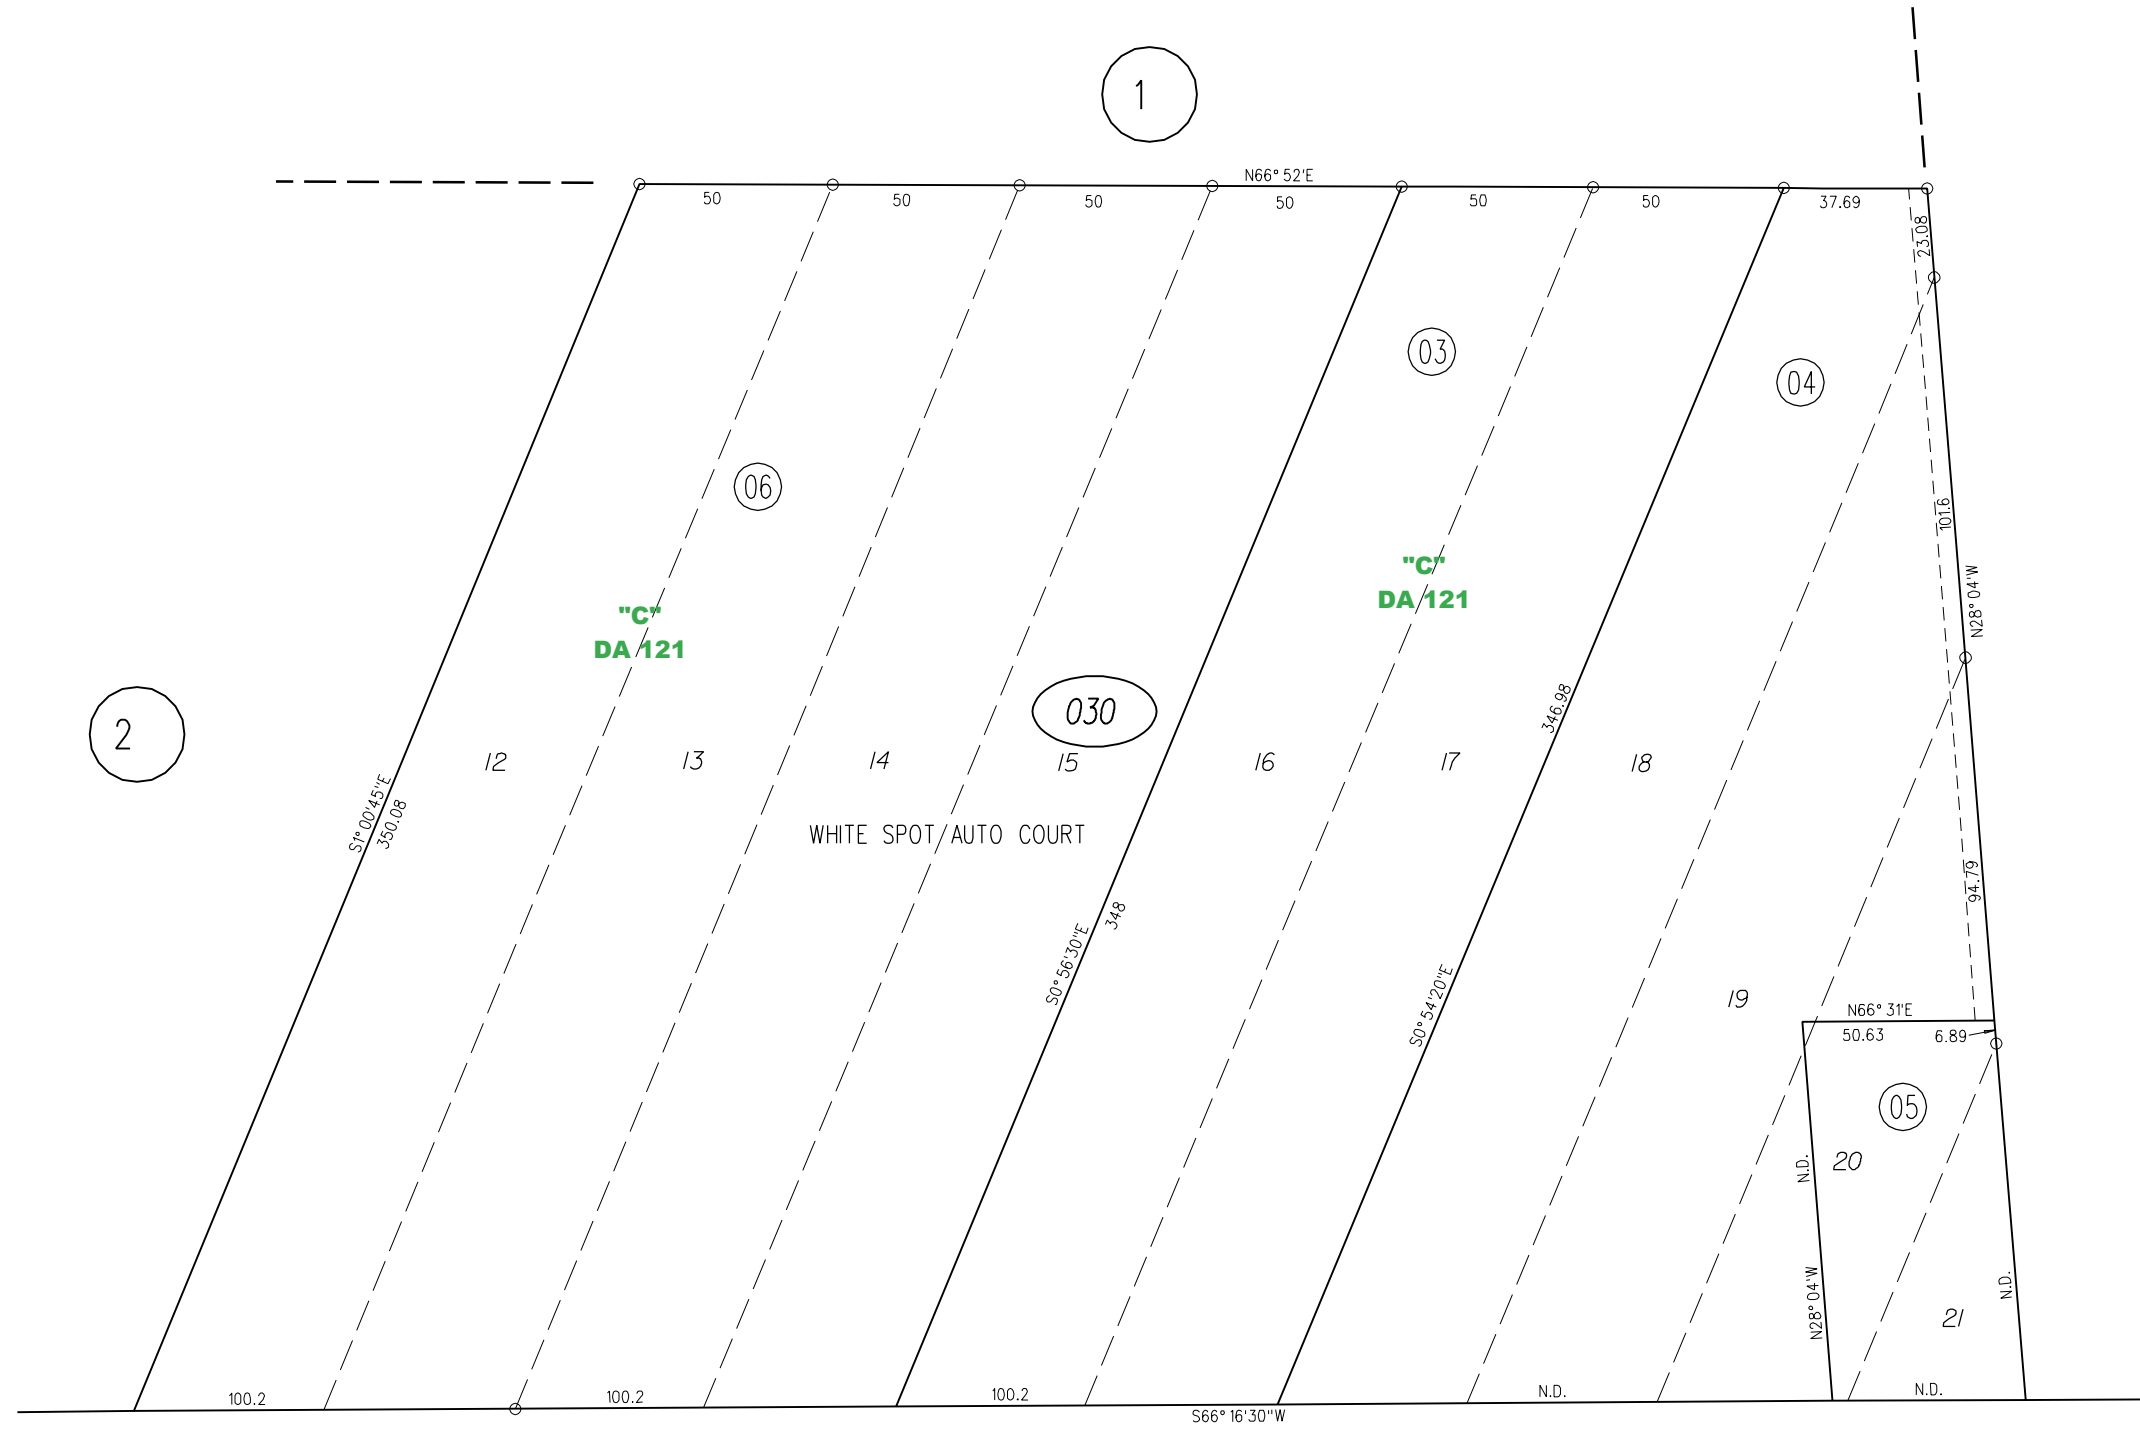 1
N66° 52'E
50
50
50
50
50
50
37.69
23.08
03
04
06
101.6
"C"
DA 121
"C"
DA 121
N28° 04'W
030
346.98
2
12
13
14
15
16
17
18
S1° 00'45"E
350.08
WHITE SPOT AUTO COURT
94.79
348
S0° 56'30"E
S0° 54'20"E
19
N66° 31'E
50.63
6.89
05
20
N.D.
N28° 04'W
N.D.
21
100.2
100.2
100.2
N.D.
N.D.
S66° 16'30"W